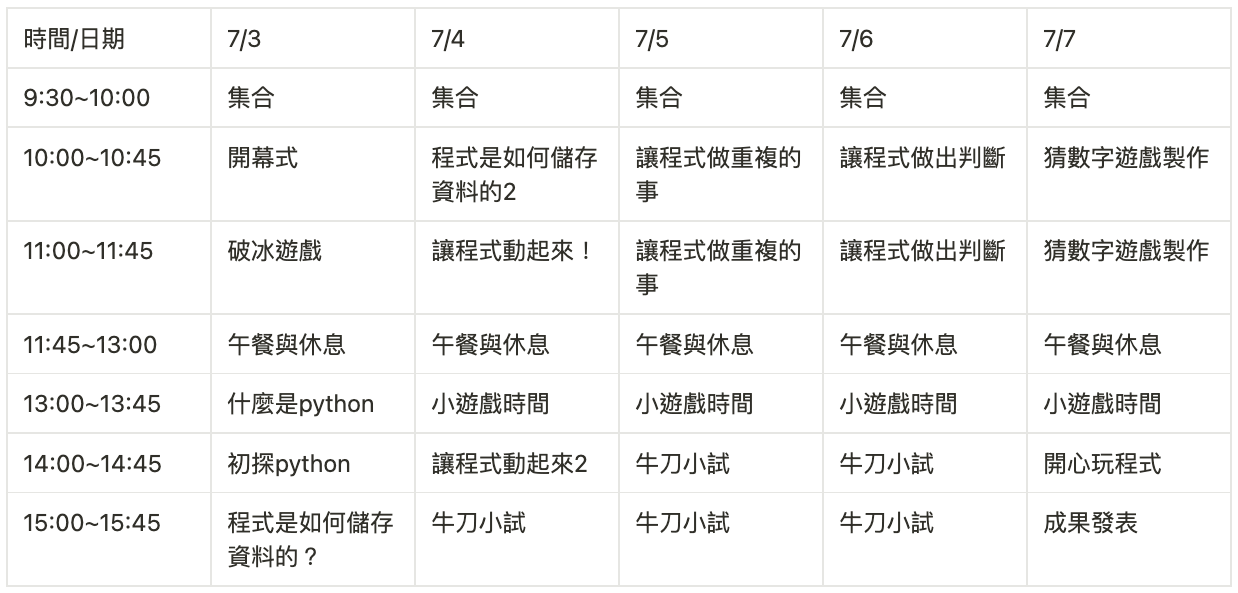 時間/日期 7/3 7/4 7/5 7/6 7/7
9:30~10:00 集合 集合 集合 集合 集合
10:00~10:45 開幕式 程式是如何儲存 讓程式做重複的 讓程式做出判斷 猜數字遊戲製作
資料的2 事
11:00~11:45 破冰遊戲 讓程式動起來！ 讓程式做重複的 讓程式做出判斷 猜數字遊戲製作
事
11:45~13:00 午餐與休息 午餐與休息 午餐與休息 午餐與休息 午餐與休息
13:00~13:45 什麼是python 小遊戲時間 小遊戲時間 小遊戲時間 小遊戲時間
14:00~14:45 初探python 讓程式動起來2 牛刀小試 牛刀小試 開心玩程式
15:00~15:45 程式是如何儲存 牛刀小試 牛刀小試 牛刀小試 成果發表
資料的？